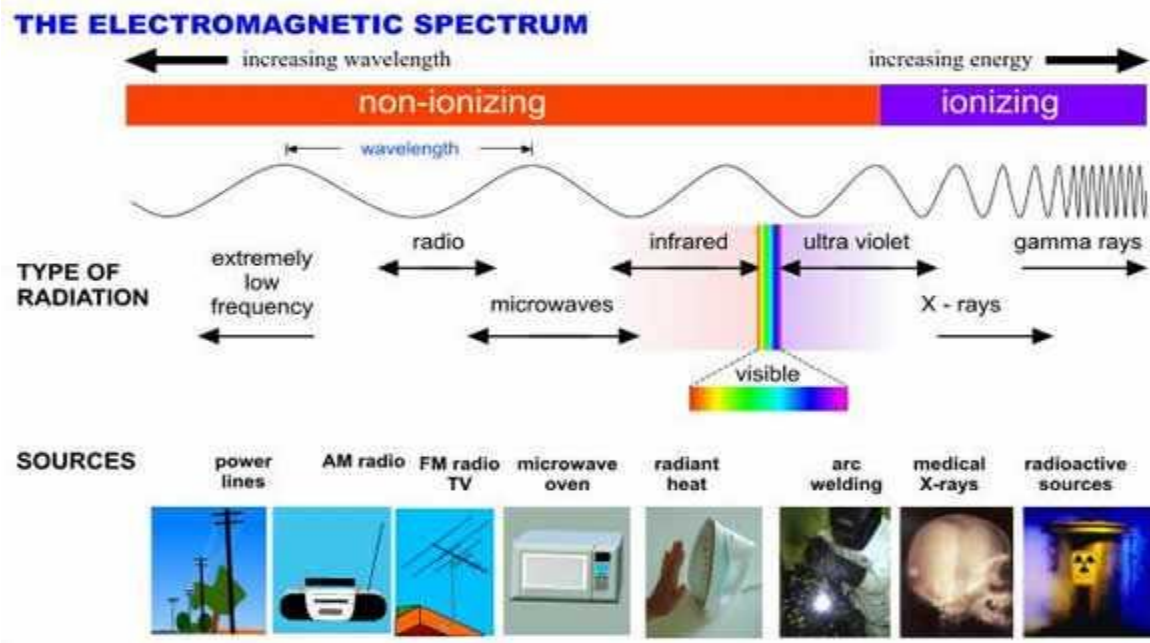 THE ELECTROMAGNETIC SPECTRUM
increasing wavelength
increasing energy
non-ionizing
ionizing
wavelength
TYPE OF
RADIATION
extremely
low
frequency
radio
microwaves
infrared
visible
ultra violet
X - rays
gamma rays
SOURCES
power
lines
AM radio
FM radio
TV
microwave
oven
radiant
heat
arc
welding
medical
X-rays
radioactive
sources